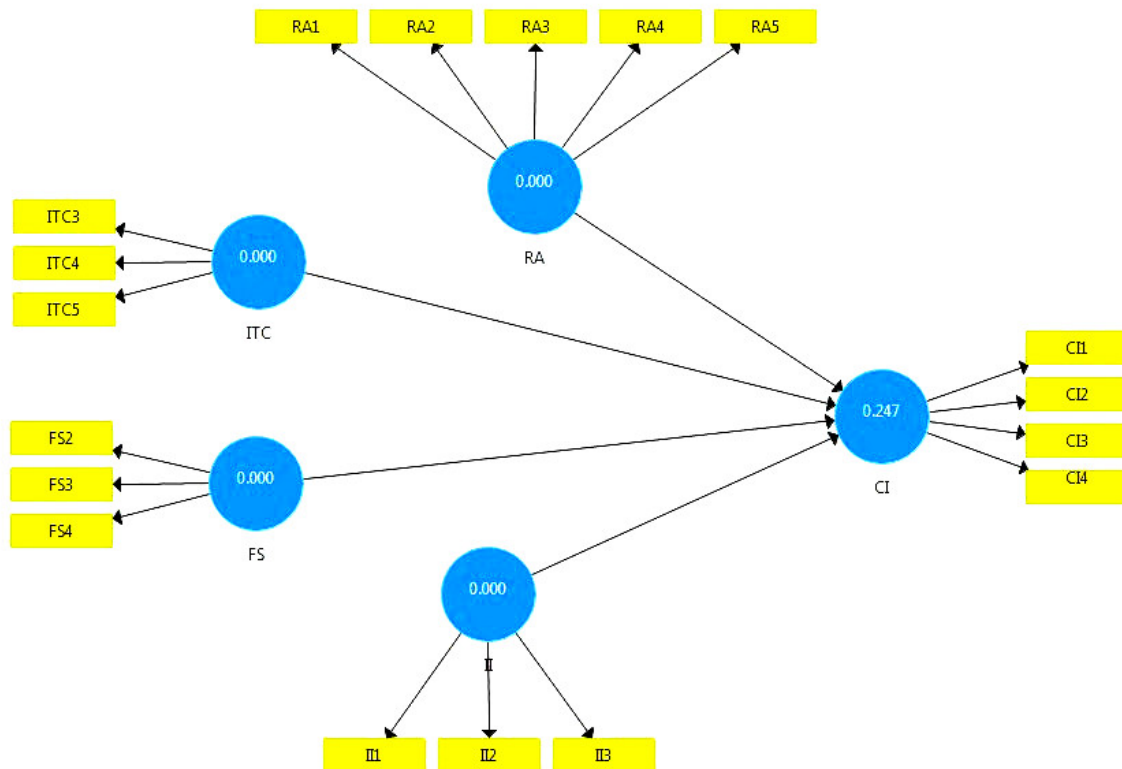 RA1
RA2
RA3
RA4
RA5
0.000
RA
ITC3
ITC4
ITC5
0.000
ITC
CI1
CI2
CI3
CI4
0.247
CI
FS2
FS3
FS4
0.000
FS
0.000
II
II1
II2
II3